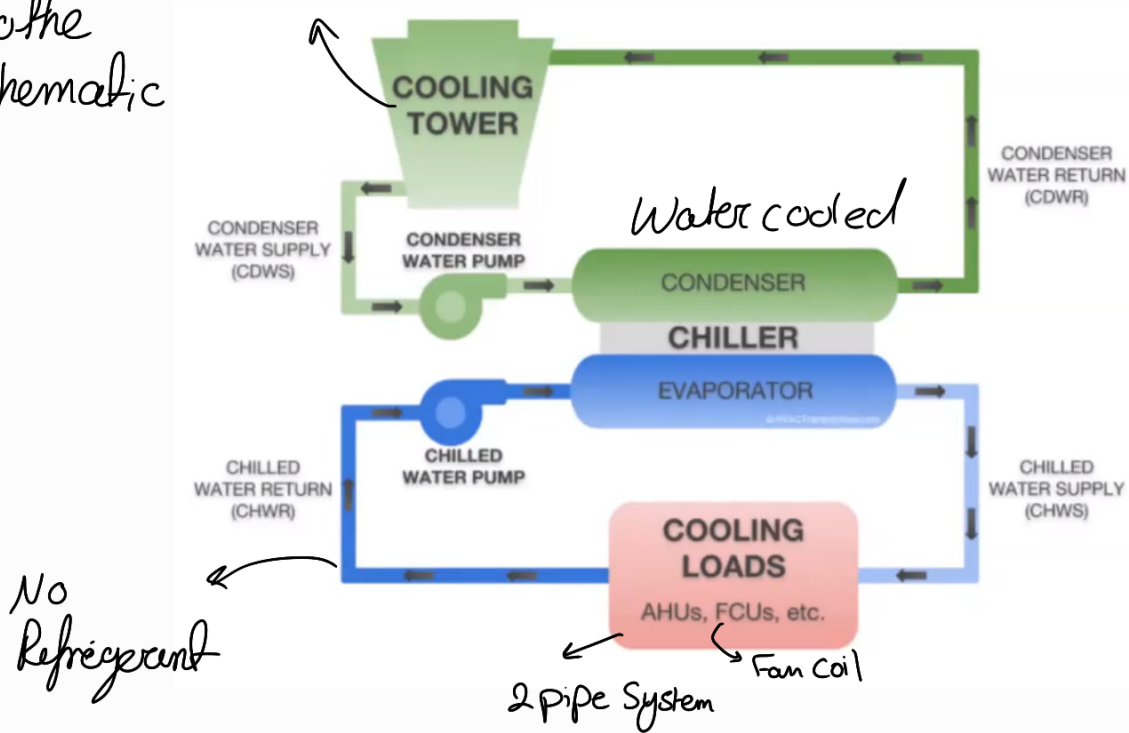 othe
hematic
COOLING
TOWER
CONDENSER
WATER RETURN
(CDWR)
Water cooled
CONDENSER
WATER SUPPLY
(CDWS)
CONDENSER
WATER PUMP
CONDENSER
CHILLER
EVAPORATOR
CHILLED
WATER PUMP
CHILLED
WATER RETURN
(CHWR)
CHILLED
WATER SUPPLY
(CHWS)
COOLING
LOADS
AHUs, FCUs, etc.
No
Refrégerant
Fan coil
2 pipe System